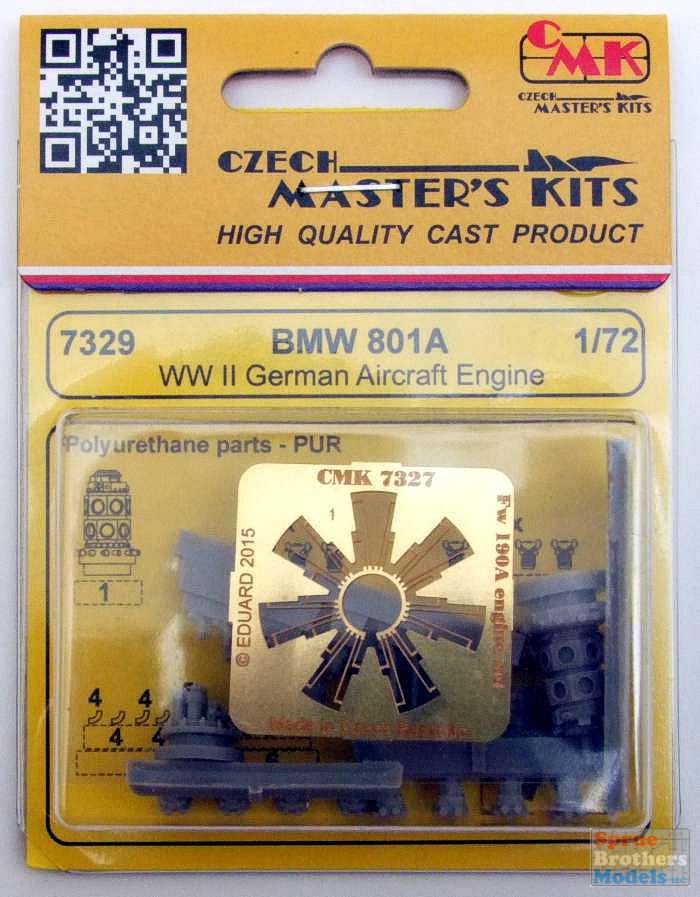 CMK
CZECH
MASTER'S KITS
CZECH
MASTER'S KITS
HIGH QUALITY CAST PRODUCT
7329 BMW 801A 1/72
WW II German Aircraft Engine
Polyurethane parts - PUR
CMK 7327
1
Fw 190A engine
© EDUARD 2015
Made in Czech Republic
1
4 4 4
4 4
Sprue
Brothers
Models LLC